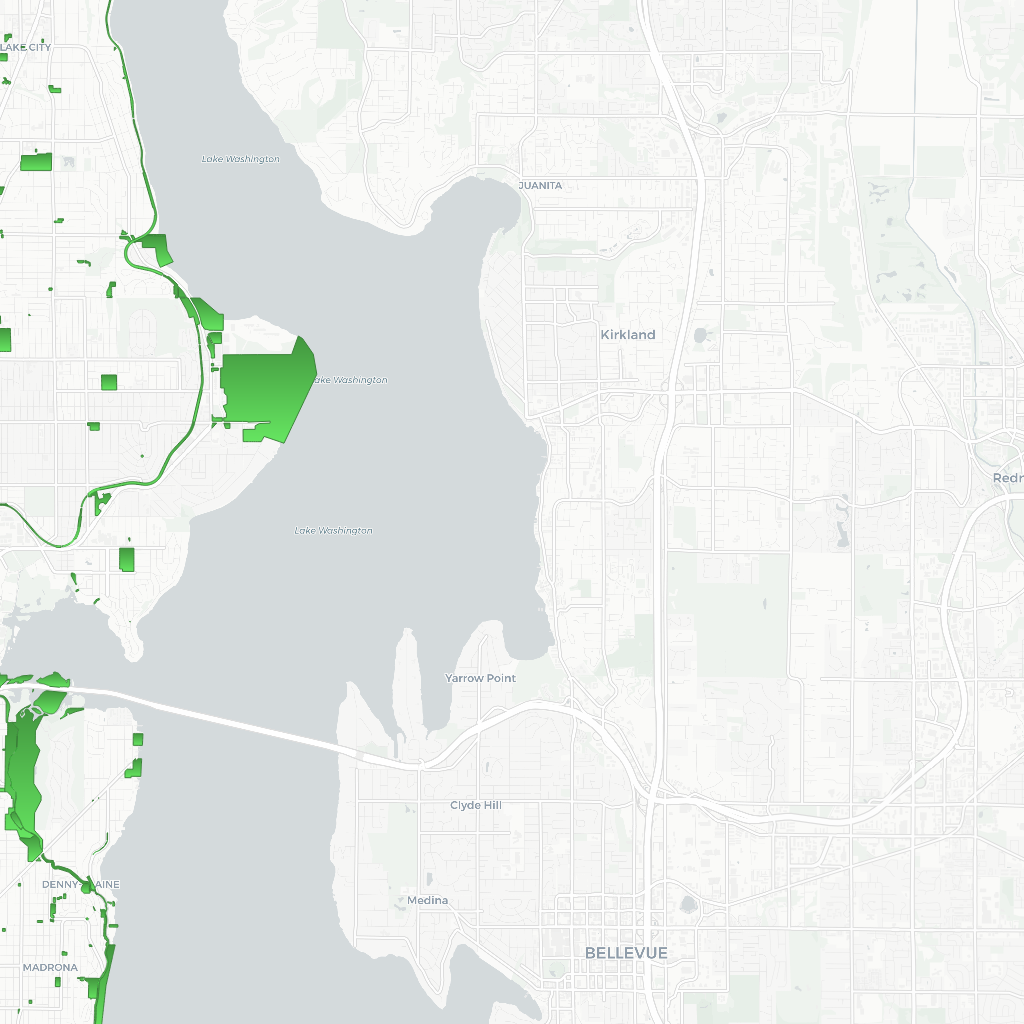 LAKE CITY
Lake Washington
JUANITA
Kirkland
Lake Washington
Redm
Lake Washington
Yarrow Point
Clyde Hill
DENNY-BLAINE
Medina
BELLEVUE
MADRONA